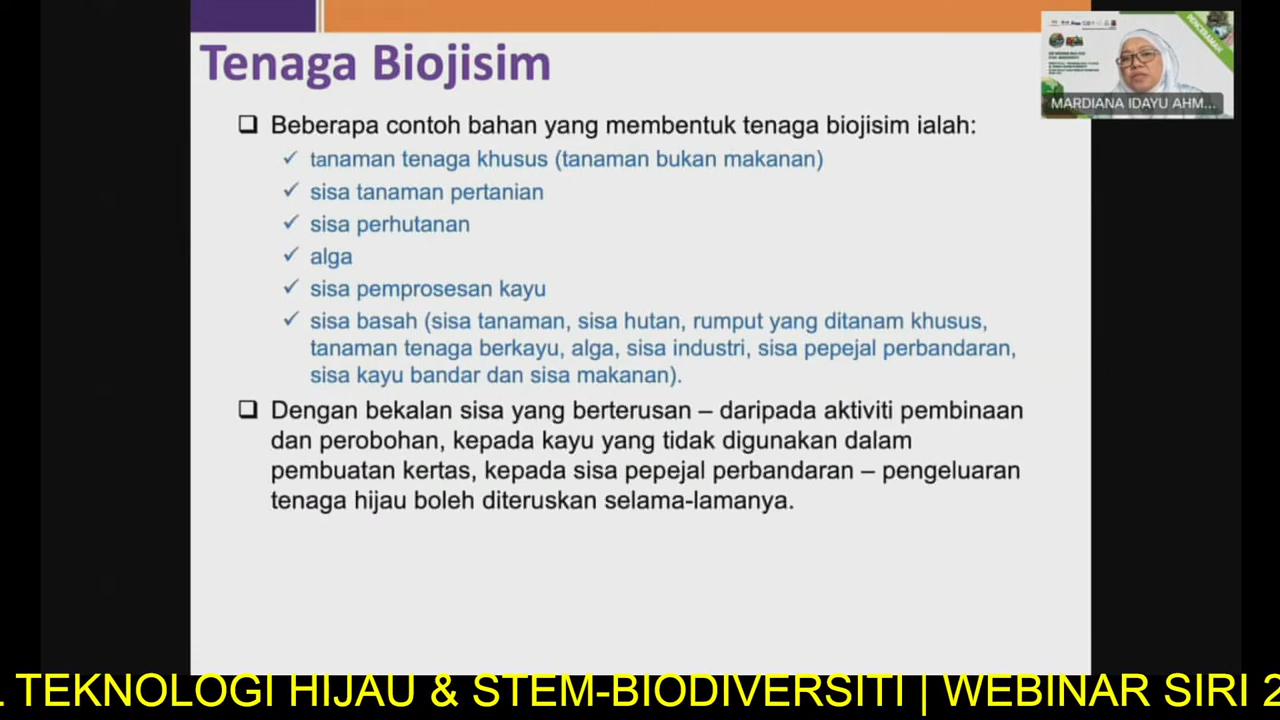 Tenaga Biojisim
Beberapa contoh bahan yang membentuk tenaga biojisim ialah:
tanaman tenaga khusus (tanaman bukan makanan)
sisa tanaman pertanian
sisa perhutanan
alga
sisa pemprosesan kayu
sisa basah (sisa tanaman, sisa hutan, rumput yang ditanam khusus,
tanaman tenaga berkayu, alga, sisa industri, sisa pepejal perbandaran,
sisa kayu bandar dan sisa makanan).
Dengan bekalan sisa yang berterusan – daripada aktiviti pembinaan
dan perobohan, kepada kayu yang tidak digunakan dalam
pembuatan kertas, kepada sisa pepejal perbandaran – pengeluaran
tenaga hijau boleh diteruskan selama-lamanya.
PENCERAMAH
MARDIANA IDAYU AHM...
TEKNOLOGI HIJAU & STEM-BIODIVERSITI | WEBINAR SIRI 2